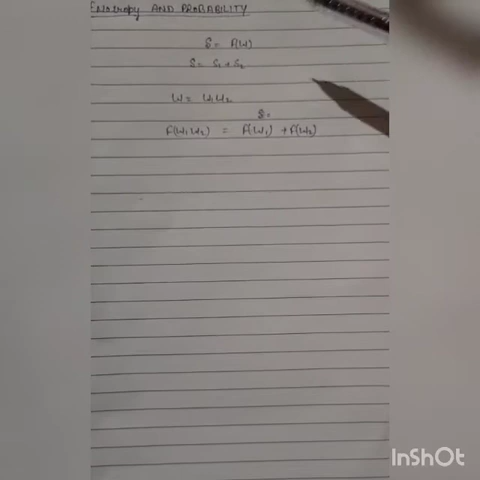 Entropy AND PROBABILITY
S = f(W)
S = S₁ + S₂
W = W₁W₂
S =
F(W₁W₂) = F(W₁) + F(W₂)
InShOt